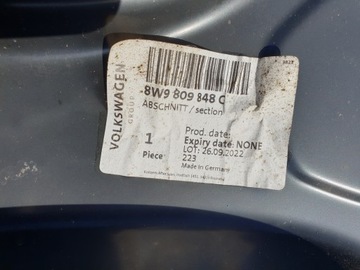 VOLKSWAGEN
GROUP
8W9 809 848 C
ABSCHNITT / section
1
Piece
Prod. date:
Expiry date: NONE
LOT: 26.09.2022
223
Made in Germany